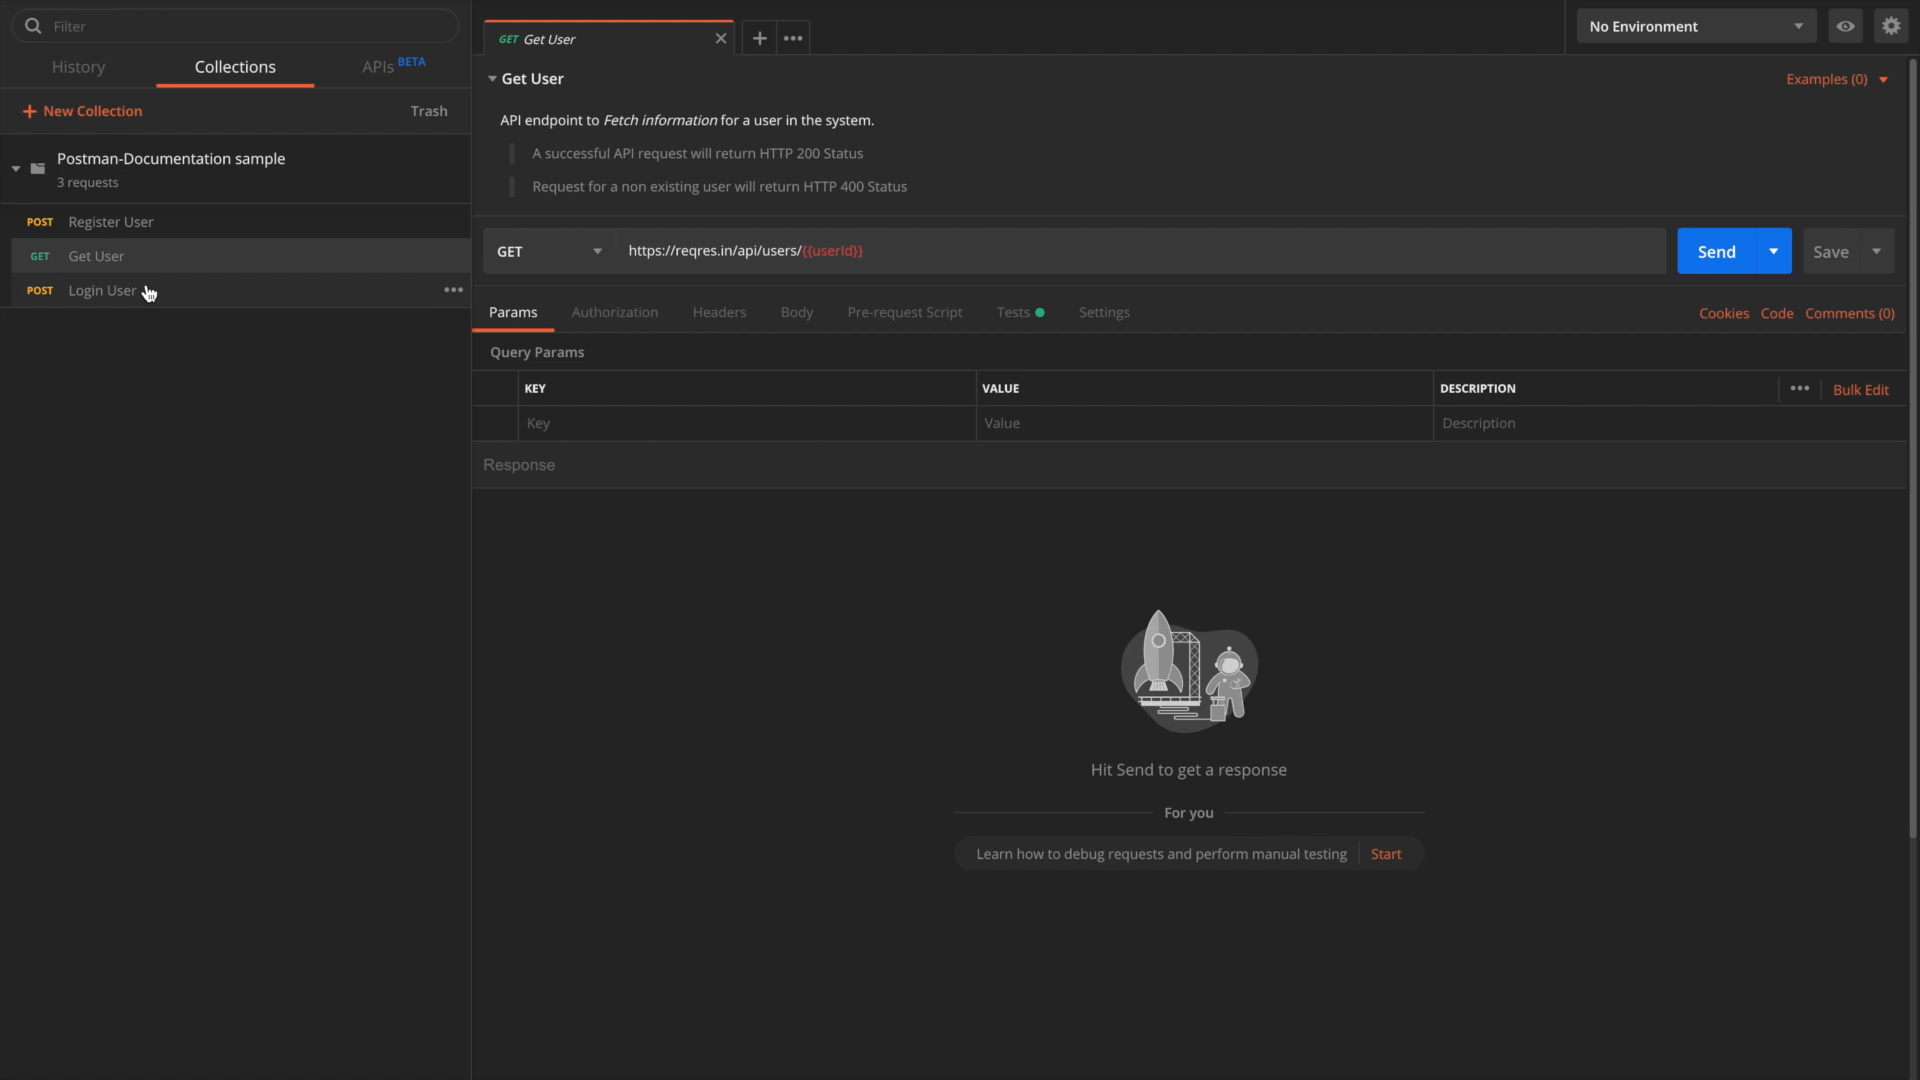 Filter
History
Collections
APIs BETA
+ New Collection
Trash
Postman-Documentation sample
3 requests
POST Register User
GET Get User
POST Login User
GET Get User
No Environment
Get User
Examples (0)
API endpoint to Fetch information for a user in the system.
A successful API request will return HTTP 200 Status
Request for a non existing user will return HTTP 400 Status
GET
https://reqres.in/api/users/{{userId}}
Send
Save
Params
Authorization
Headers
Body
Pre-request Script
Tests
Settings
Cookies
Code
Comments (0)
Query Params
KEY
VALUE
DESCRIPTION
Bulk Edit
Key
Value
Description
Response
Hit Send to get a response
For you
Learn how to debug requests and perform manual testing
Start